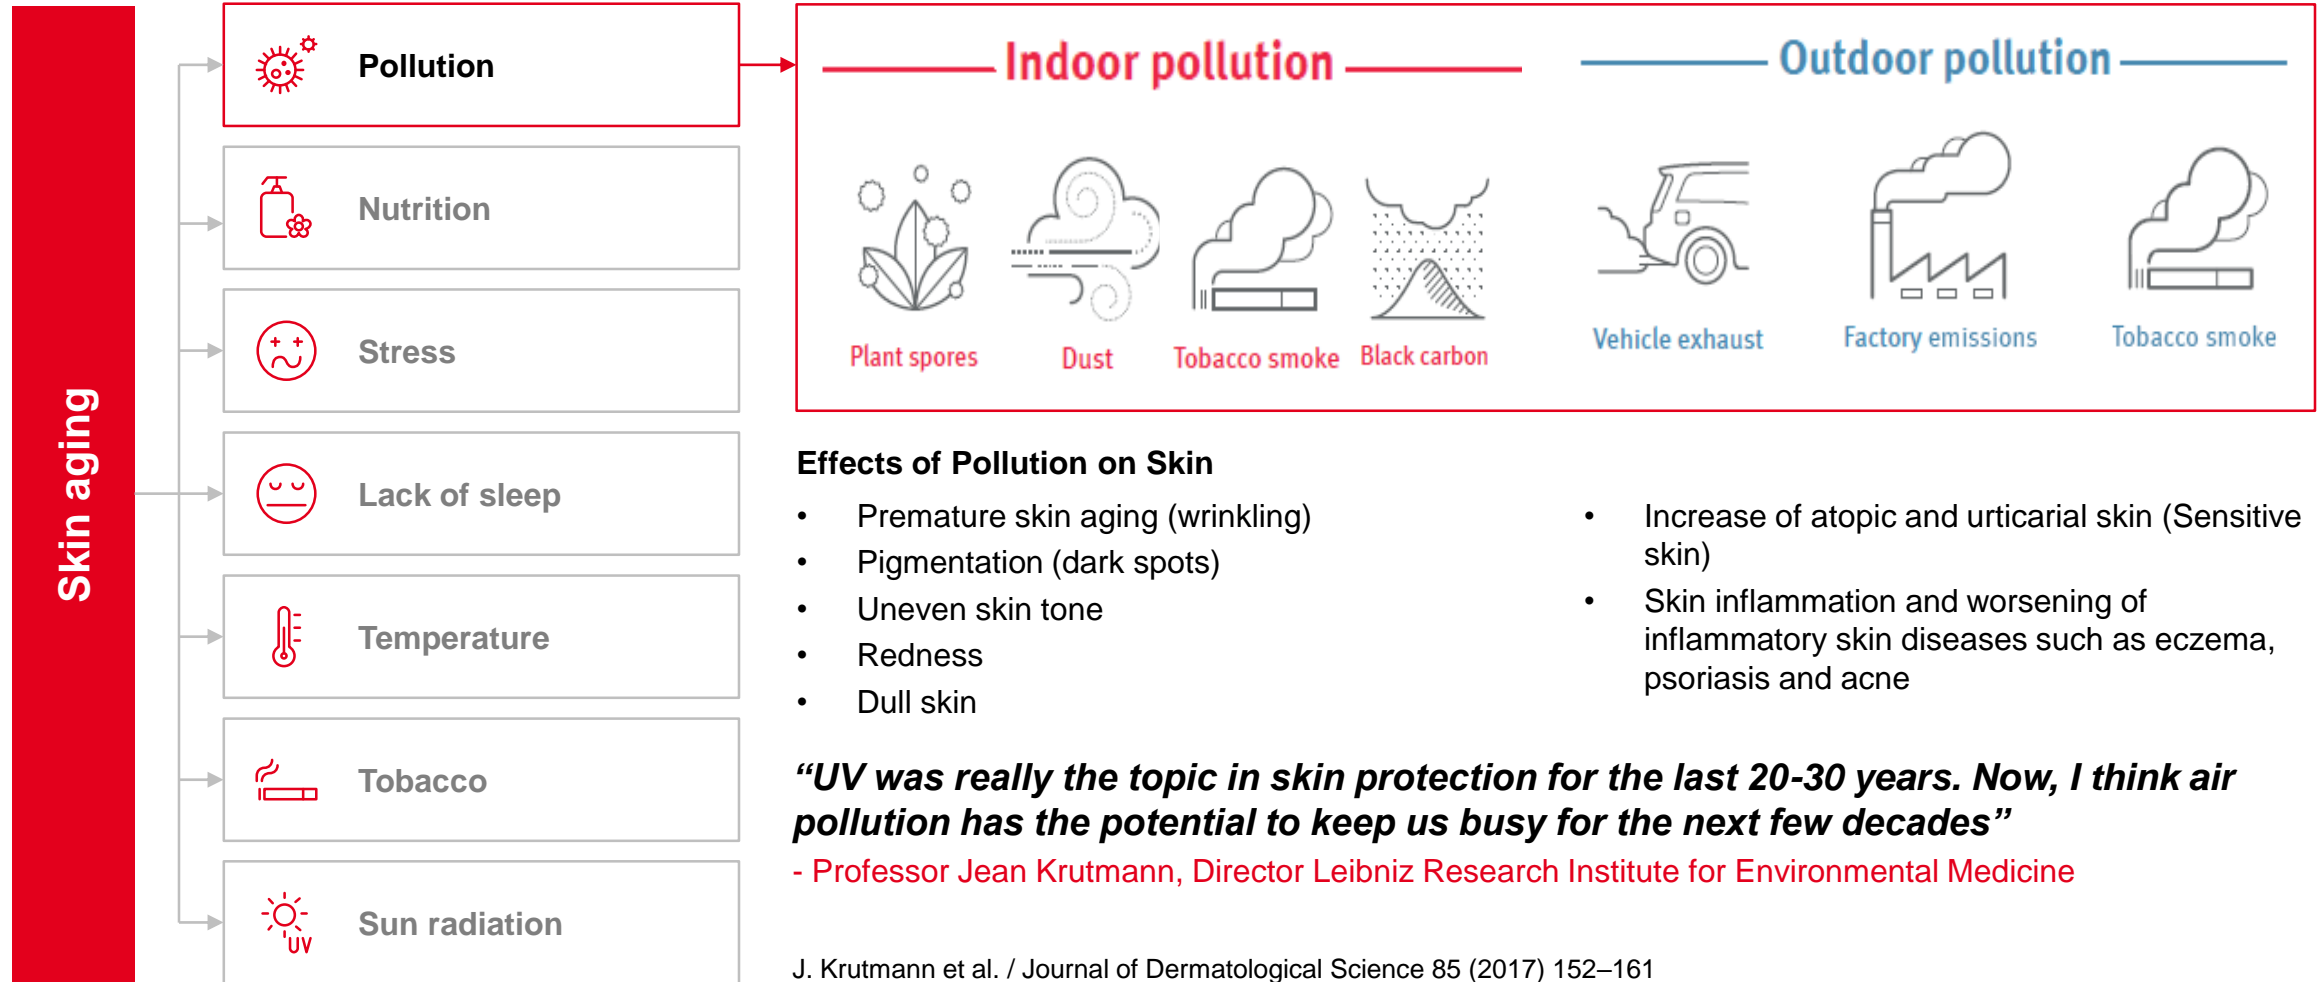 Skin aging
Pollution
Nutrition
Stress
Lack of sleep
Temperature
Tobacco
UV
Sun radiation
Indoor pollution
Plant spores
Dust
Tobacco smoke
Black carbon
Outdoor pollution
Vehicle exhaust
Factory emissions
Tobacco smoke
Effects of Pollution on Skin
• Premature skin aging (wrinkling)
• Pigmentation (dark spots)
• Uneven skin tone
• Redness
• Dull skin
• Increase of atopic and urticarial skin (Sensitive
skin)
• Skin inflammation and worsening of
inflammatory skin diseases such as eczema,
psoriasis and acne
“UV was really the topic in skin protection for the last 20-30 years. Now, I think air
pollution has the potential to keep us busy for the next few decades”
- Professor Jean Krutmann, Director Leibniz Research Institute for Environmental Medicine
J. Krutmann et al. / Journal of Dermatological Science 85 (2017) 152–161